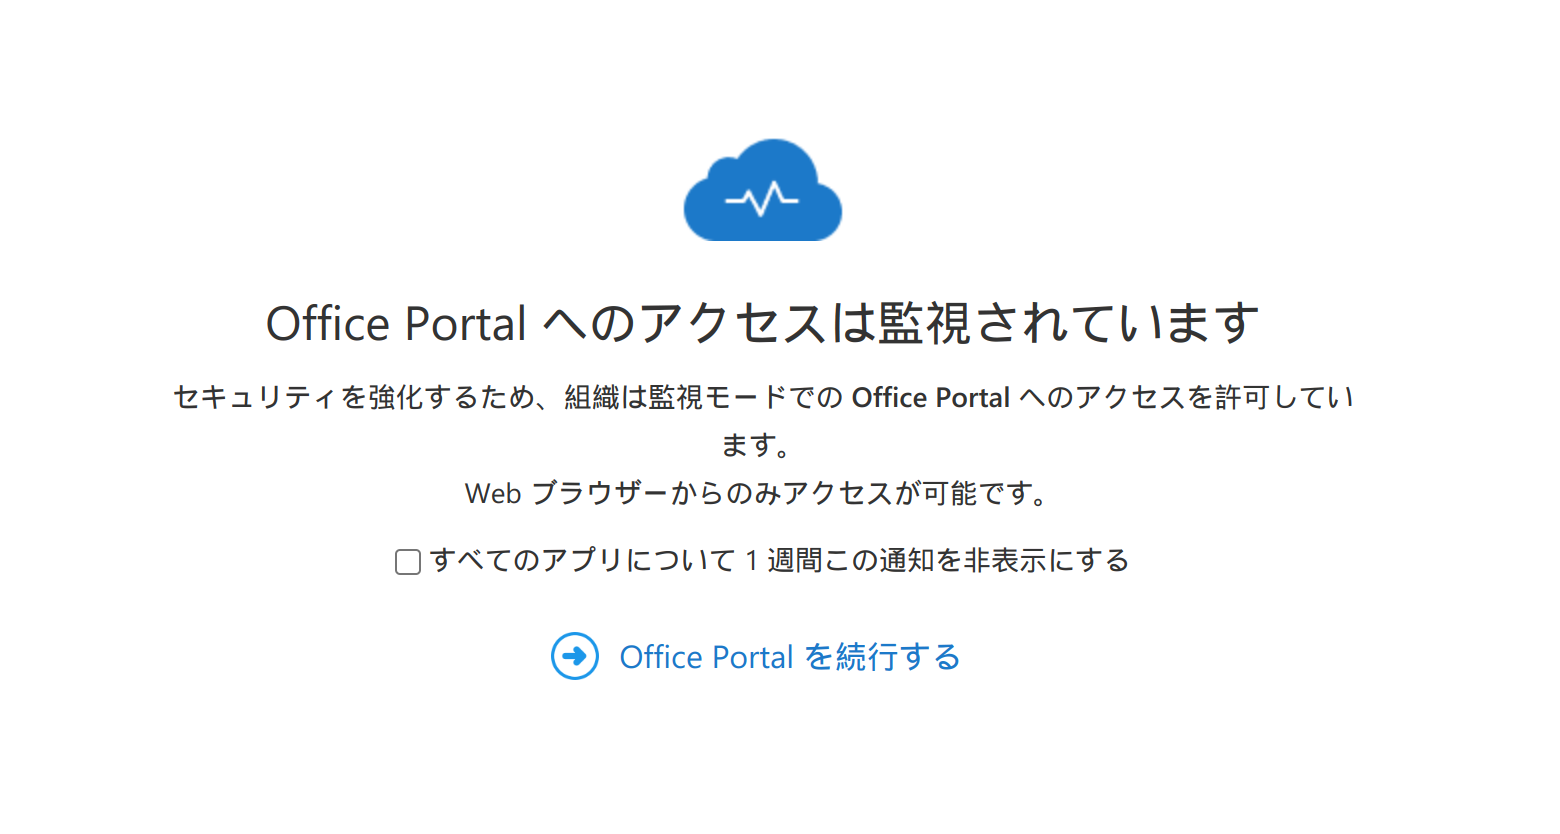 Office Portal へのアクセスは監視されています
セキュリティを強化するため、組織は監視モードでの Office Portal へのアクセスを許可してい
ます。
Web ブラウザーからのみアクセスが可能です。
すべてのアプリについて 1 週間この通知を非表示にする
Office Portal を続行する